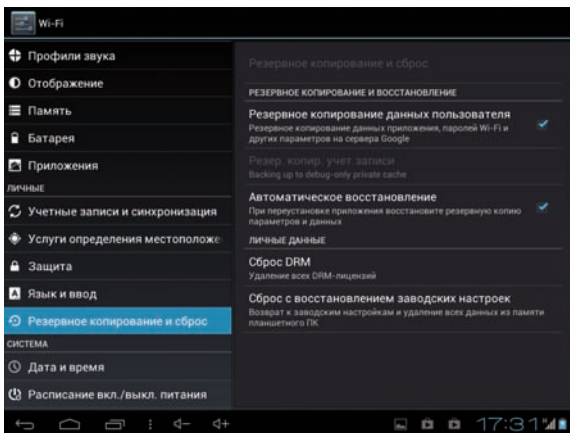 Wi-Fi
Профили звука
Отображение
Память
Батарея
Приложения
ЛИЧНЫЕ
Учетные записи и синхронизация
Услуги определения местоположе
Защита
Язык и ввод
A
Резервное копирование и сброс
СИСТЕМА
Дата и время
Расписание вкл./выкл. питания
Резервное копирование и сброс
РЕЗЕРВНОЕ КОПИРОВАНИЕ И ВОССТАНОВЛЕНИЕ
Резервное копирование данных пользователя
Резервное копирование данных приложения, паролей Wi-Fi и
других параметров на сервера Google
Резер. копир. учет.записи
Backing up to debug-only private cache
Автоматическое восстановление
При переустановке приложения восстановите резервную копию
параметров и данных
ЛИЧНЫЕ ДАННЫЕ
Сброс DRM
Удаление всех DRM-лицензий
Сброс с восстановлением заводских настроек
Возврат к заводским настройкам и удаление всех данных из памяти
планшетного ПК
17:31